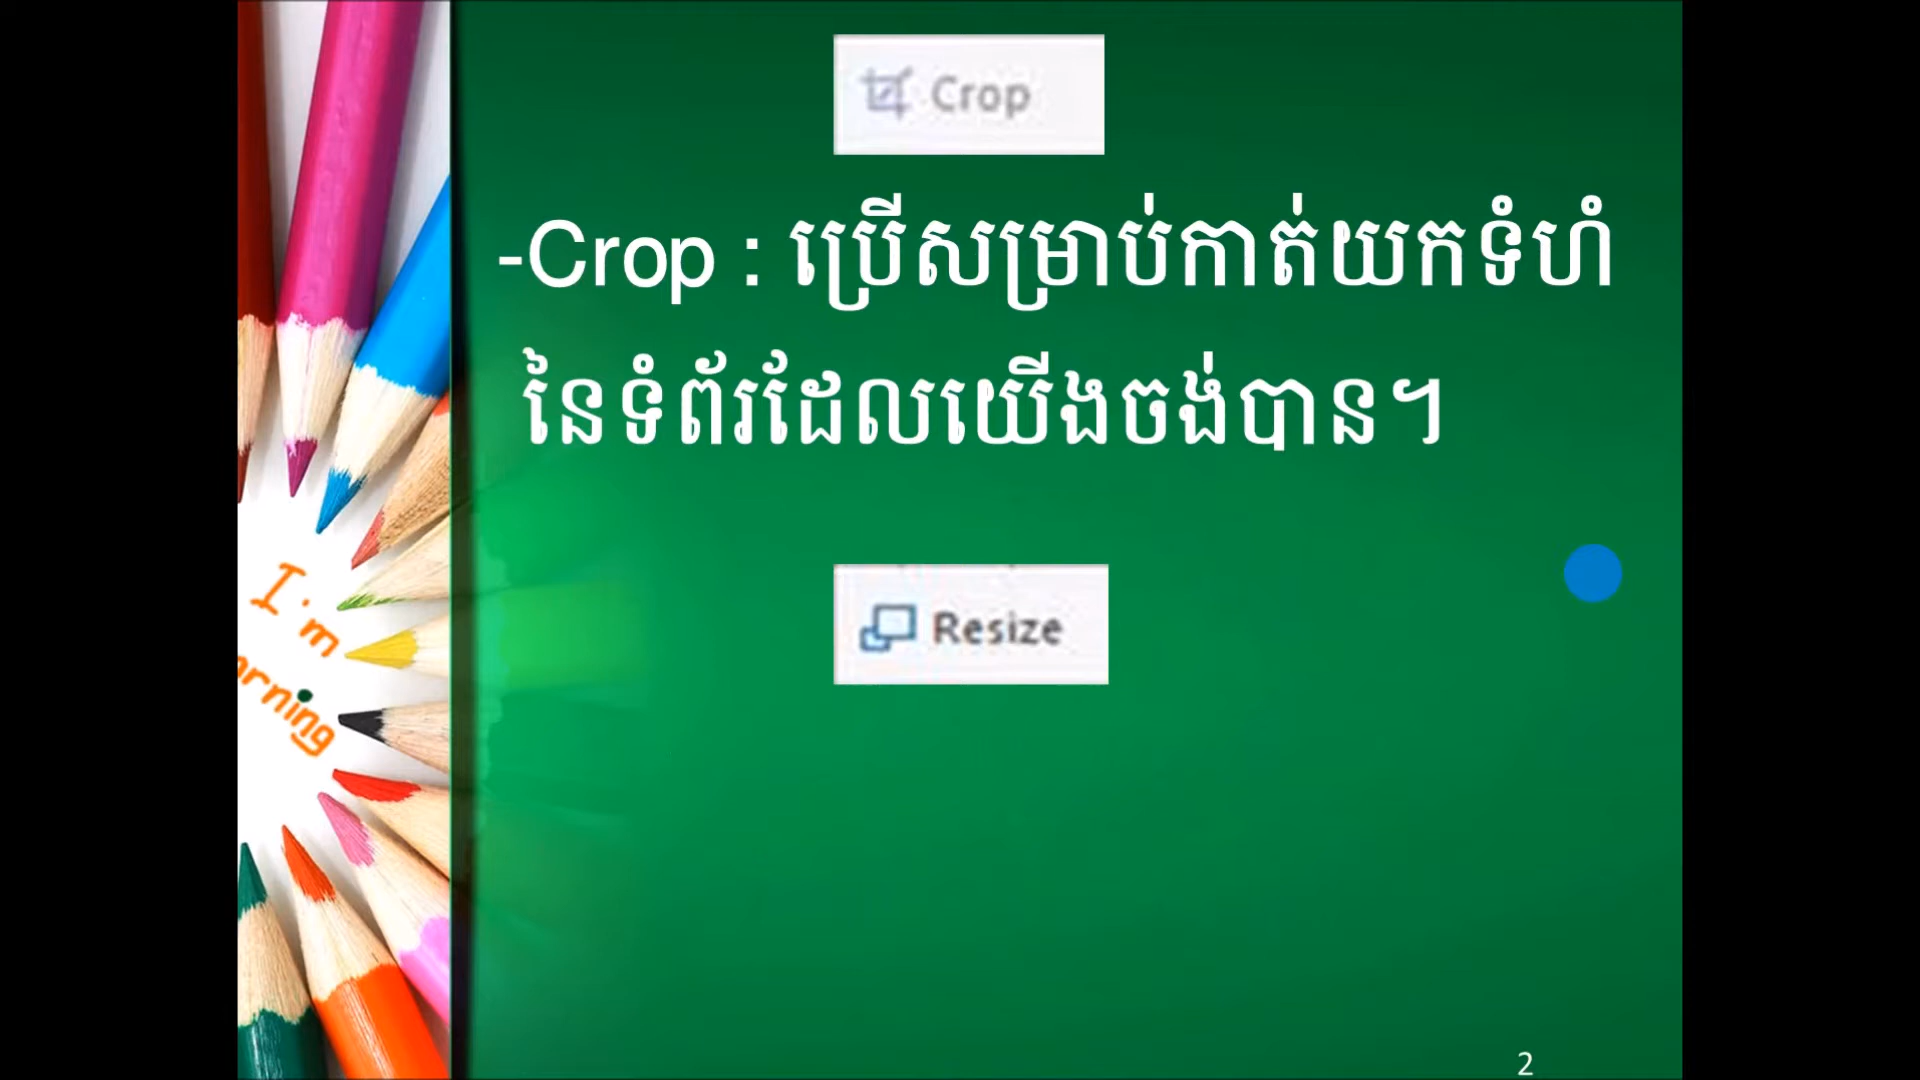 Crop
-Crop : ប្រើសម្រាប់កាត់យកទំហំ
នៃទំព័រដែលយើងចង់បាន។
Resize
I'm
arning
2